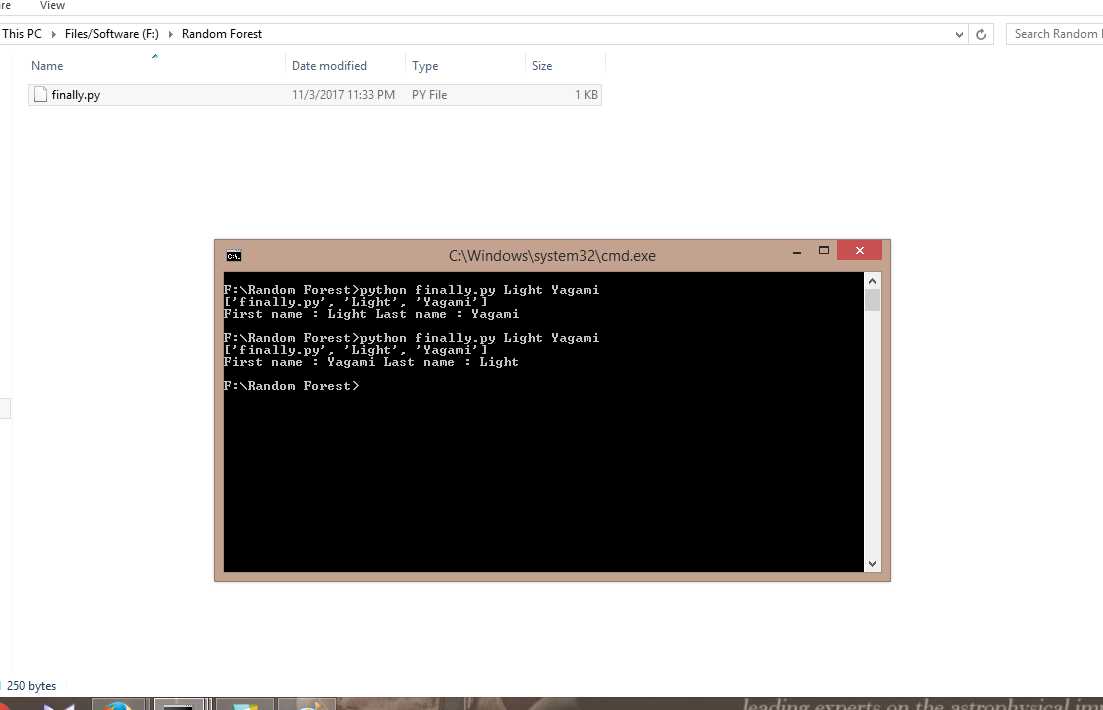 View
This PC Files/Software (F:) Random Forest Search Random
Name Date modified Type Size
finally.py 11/3/2017 11:33 PM PY File 1 KB
C:\Windows\system32\cmd.exe
F:\Random Forest>python finally.py Light Yagami
['finally.py', 'Light', 'Yagami']
First name : Light Last name : Yagami
F:\Random Forest>python finally.py Light Yagami
['finally.py', 'Light', 'Yagami']
First name : Yagami Last name : Light
F:\Random Forest>
250 bytes
leading experts on the astrophysical